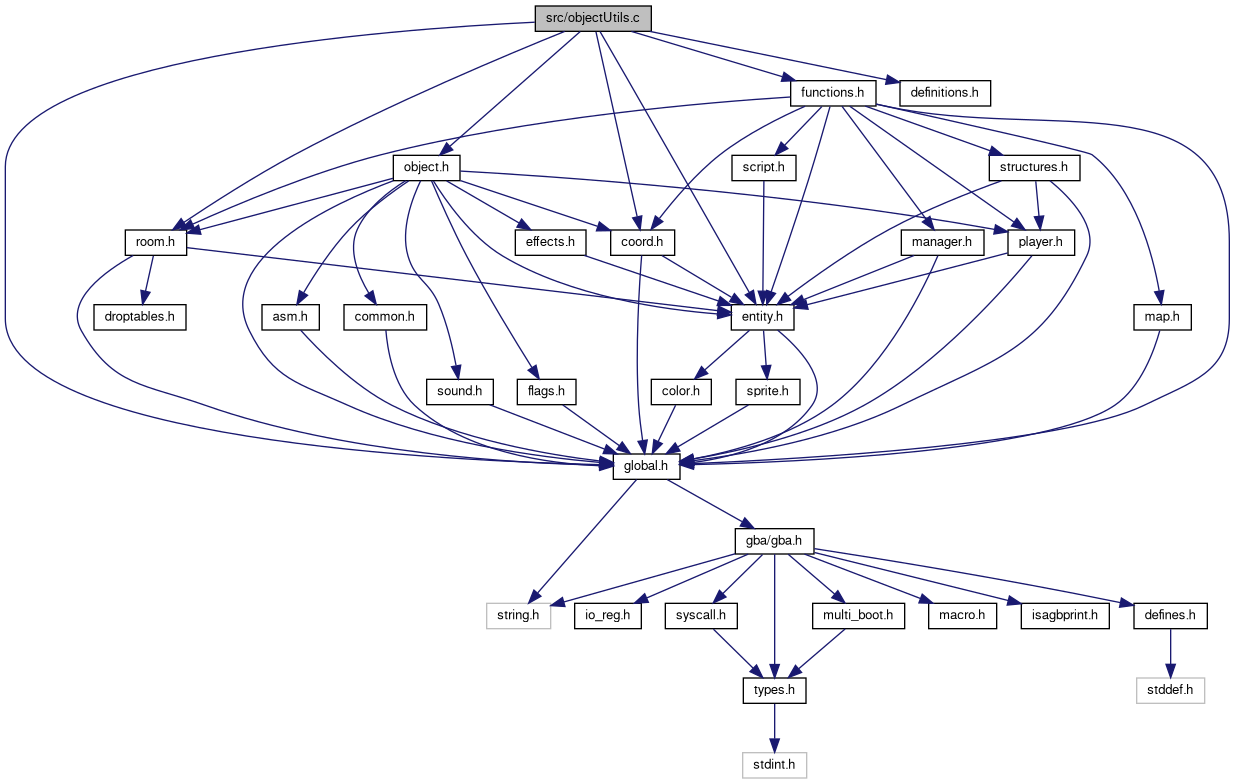 src/objectUtils.c
functions.h
definitions.h
object.h
script.h
structures.h
room.h
effects.h
coord.h
manager.h
player.h
droptables.h
asm.h
common.h
entity.h
map.h
sound.h
flags.h
color.h
sprite.h
global.h
gba/gba.h
string.h
io_reg.h
syscall.h
multi_boot.h
macro.h
isagbprint.h
defines.h
types.h
stddef.h
stdint.h